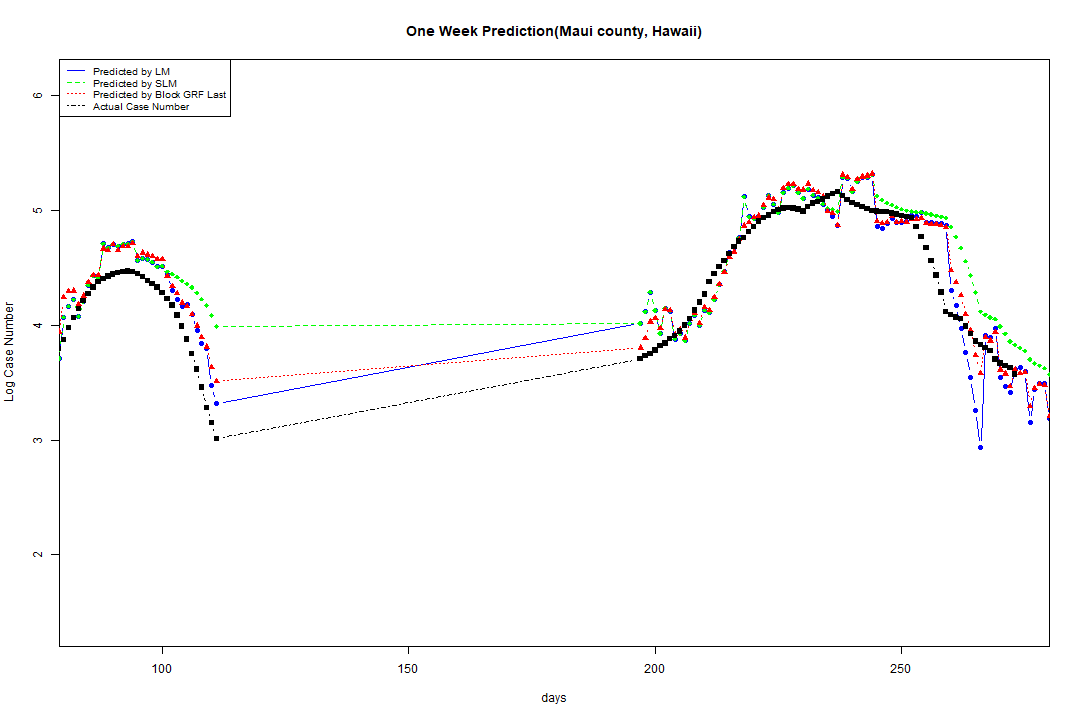 One Week Prediction(Maui county, Hawaii)
Predicted by LM
Predicted by SLM
Predicted by Block GRF Last
Actual Case Number
6
5
4
3
2
Log Case Number
100
150
200
250
days